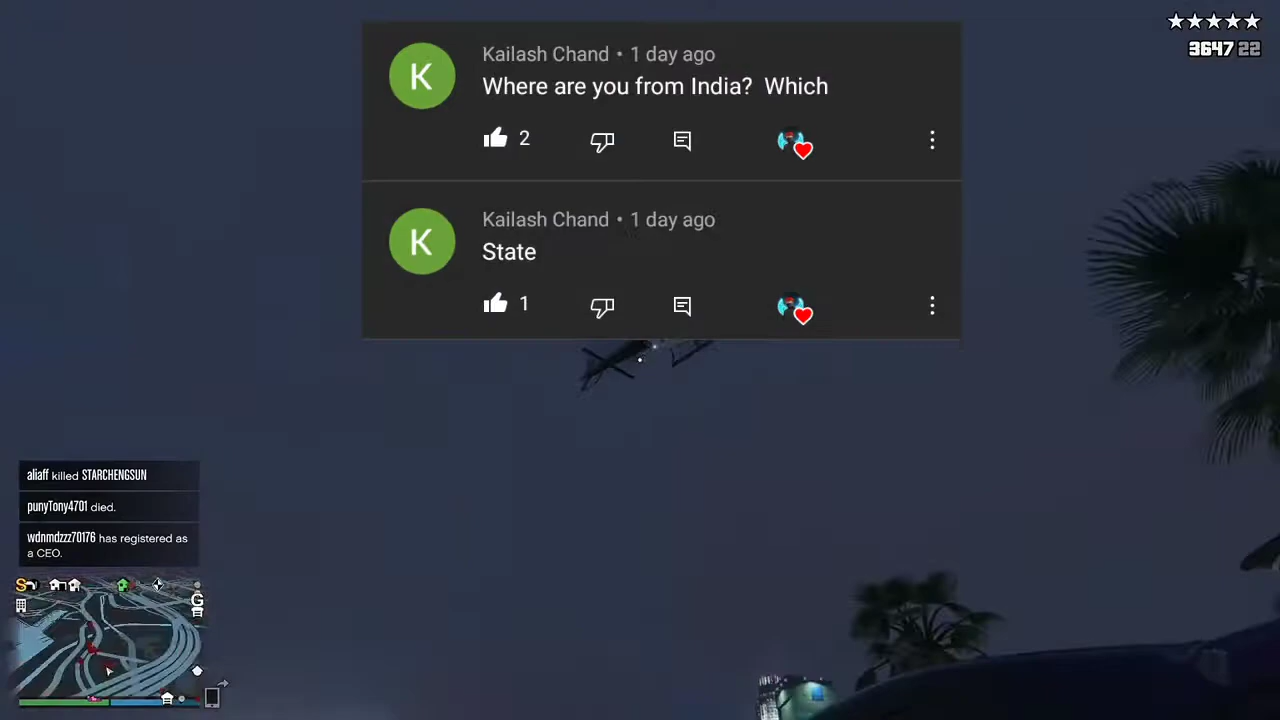 3647 22
K
Kailash Chand • 1 day ago
Where are you from India?  Which
2
K
Kailash Chand • 1 day ago
State
1
aliaff killed STARCHENGSUN
punyTony4701 died.
wdnmdzzz70176 has registered as
a CEO.
S
G